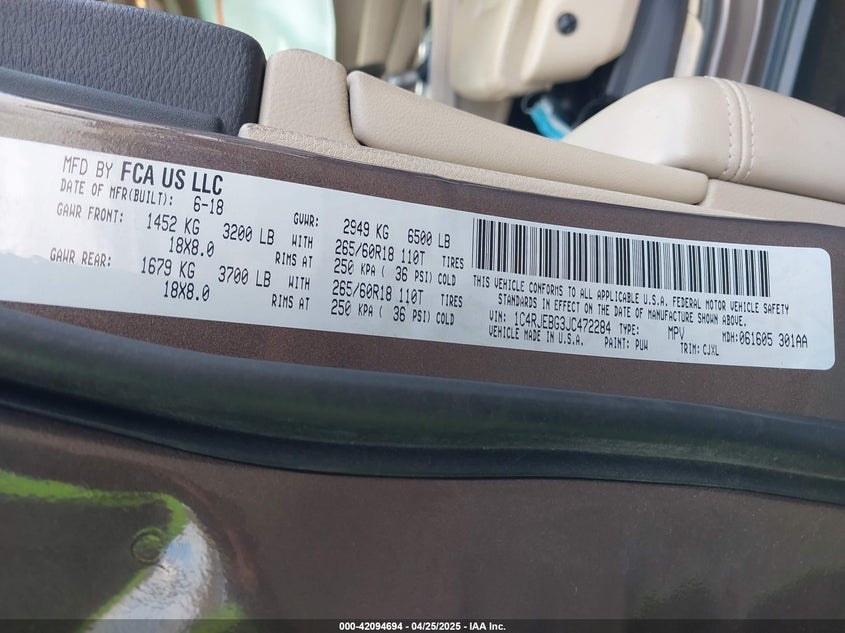 MFD BY FCA US LLC
DATE OF MFR(BUILT): 6-18 GVWR: 2949 KG 6500 LB
GAWR FRONT: 1452 KG 3200 LB WITH 265/60R18 110T TIRES
18X8.0 RIMS AT 250 KPA ( 36 PSI) COLD
GAWR REAR: 1679 KG 3700 LB WITH 265/60R18 110T TIRES
18X8.0 RIMS AT 250 KPA ( 36 PSI) COLD
THIS VEHICLE CONFORMS TO ALL APPLICABLE U.S.A. FEDERAL MOTOR VEHICLE SAFETY
STANDARDS IN EFFECT ON THE DATE OF MANUFACTURE SHOWN ABOVE.
VIN: 1C4RJEBG3JC472284 TYPE: MPV MDH: 061605 301AA
VEHICLE MADE IN U.S.A. PAINT: PUW TRIM: CJXL
000-42094694 - 04/25/2025 - IAA Inc.